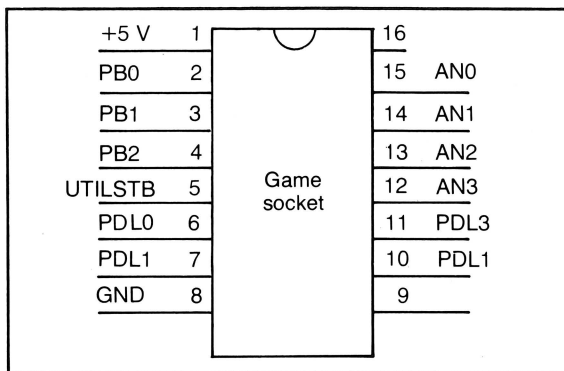 +5 V 1 16
PB0 2 15 AN0
PB1 3 14 AN1
PB2 4 13 AN2
UTILSTB 5 12 AN3
Game
socket
PDL0 6 11 PDL3
PDL1 7 10 PDL1
GND 8 9